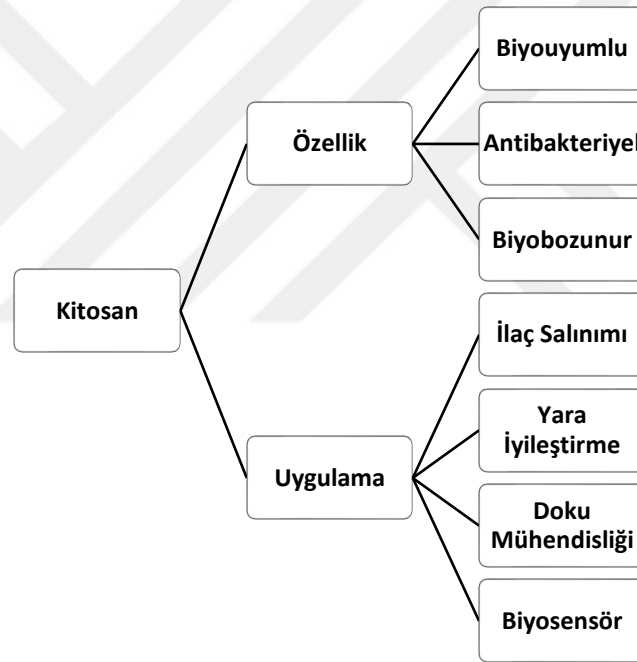 Kitosan
Özellik
Biyouyumlu
Antibakteriyel
Biyobozunur
Uygulama
İlaç Salınımı
Yara
İyileştirme
Doku
Mühendisliği
Biyosensör